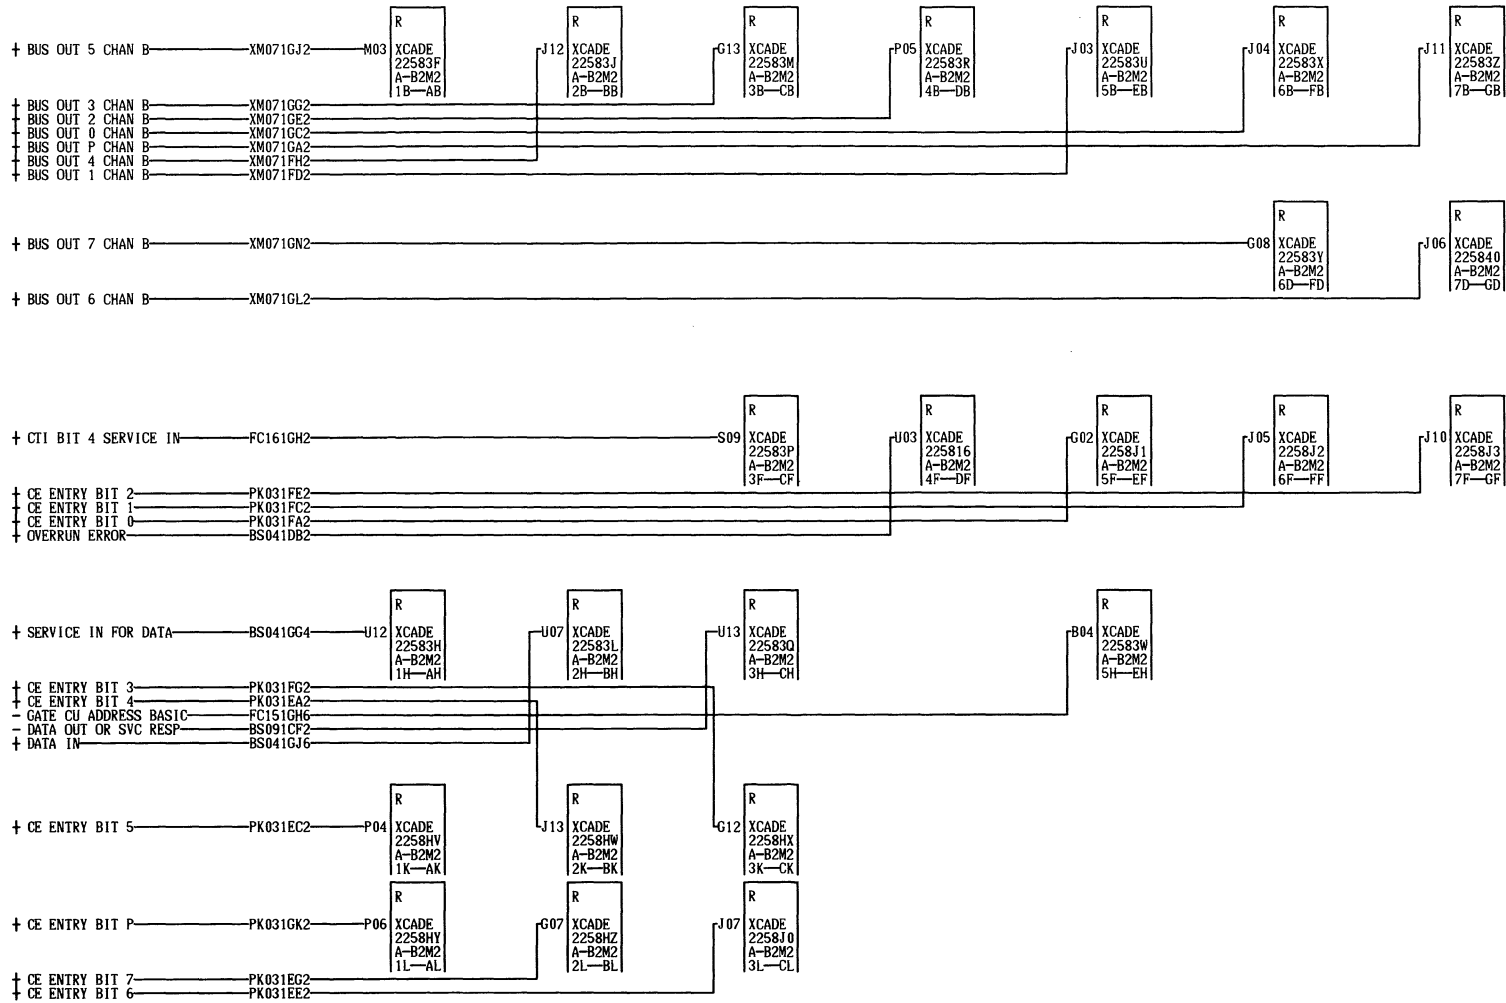 R R R R R R R
+ BUS OUT 5 CHAN B XM071GJ2 M03 XCADE J12 XCADE G13 XCADE P05 XCADE J03 XCADE J04 XCADE J11 XCADE
22583F 22583J 22583M 22583R 22583U 22583X 22583Z
A-B2M2 A-B2M2 A-B2M2 A-B2M2 A-B2M2 A-B2M2 A-B2M2
1B—AB 2B—BB 3B—CB 4B—DB 5B—EB 6B—FB 7B—GB
+ BUS OUT 3 CHAN B XM071GG2
+ BUS OUT 2 CHAN B XM071GE2
+ BUS OUT 0 CHAN B XM071GC2
+ BUS OUT P CHAN B XM071GA2
+ BUS OUT 4 CHAN B XM071FH2
+ BUS OUT 1 CHAN B XM071FD2
R R
+ BUS OUT 7 CHAN B XM071GN2 G08 XCADE J06 XCADE
22583Y 225840
A-B2M2 A-B2M2
6D—FD 7D—GD
+ BUS OUT 6 CHAN B XM071GL2
R R R R R
+ CTI BIT 4 SERVICE IN FC161GH2 S09 XCADE U03 XCADE G02 XCADE J05 XCADE J10 XCADE
22583P 225816 2258J1 2258J2 2258J3
A-B2M2 A-B2M2 A-B2M2 A-B2M2 A-B2M2
3F—CF 4F—DF 5F—EF 6F—FF 7F—GF
+ CE ENTRY BIT 2 PK031FE2
+ CE ENTRY BIT 1 PK031FC2
+ CE ENTRY BIT 0 PK031FA2
+ OVERRUN ERROR BS041DB2
R R R R
+ SERVICE IN FOR DATA BS041GG4 U12 XCADE U07 XCADE U13 XCADE B04 XCADE
22583H 22583L 22583Q 22583W
A-B2M2 A-B2M2 A-B2M2 A-B2M2
1H—AH 2H—BH 3H—CH 5H—EH
+ CE ENTRY BIT 3 PK031FG2
+ CE ENTRY BIT 4 PK031EA2
- GATE CU ADDRESS BASIC FC151GH6
- DATA OUT OR SVC RESP BS091CF2
+ DATA IN BS041GJ6
R R R
+ CE ENTRY BIT 5 PK031EC2 P04 XCADE J13 XCADE G12 XCADE
2258HV 2258HW 2258HX
A-B2M2 A-B2M2 A-B2M2
1K—AK 2K—BK 3K—CK
R R R
+ CE ENTRY BIT P PK031GK2 P06 XCADE G07 XCADE J07 XCADE
2258HY 2258HZ 2258J0
A-B2M2 A-B2M2 A-B2M2
1L—AL 2L—BL 3L—CL
+ CE ENTRY BIT 7 PK031EG2
+ CE ENTRY BIT 6 PK031EE2